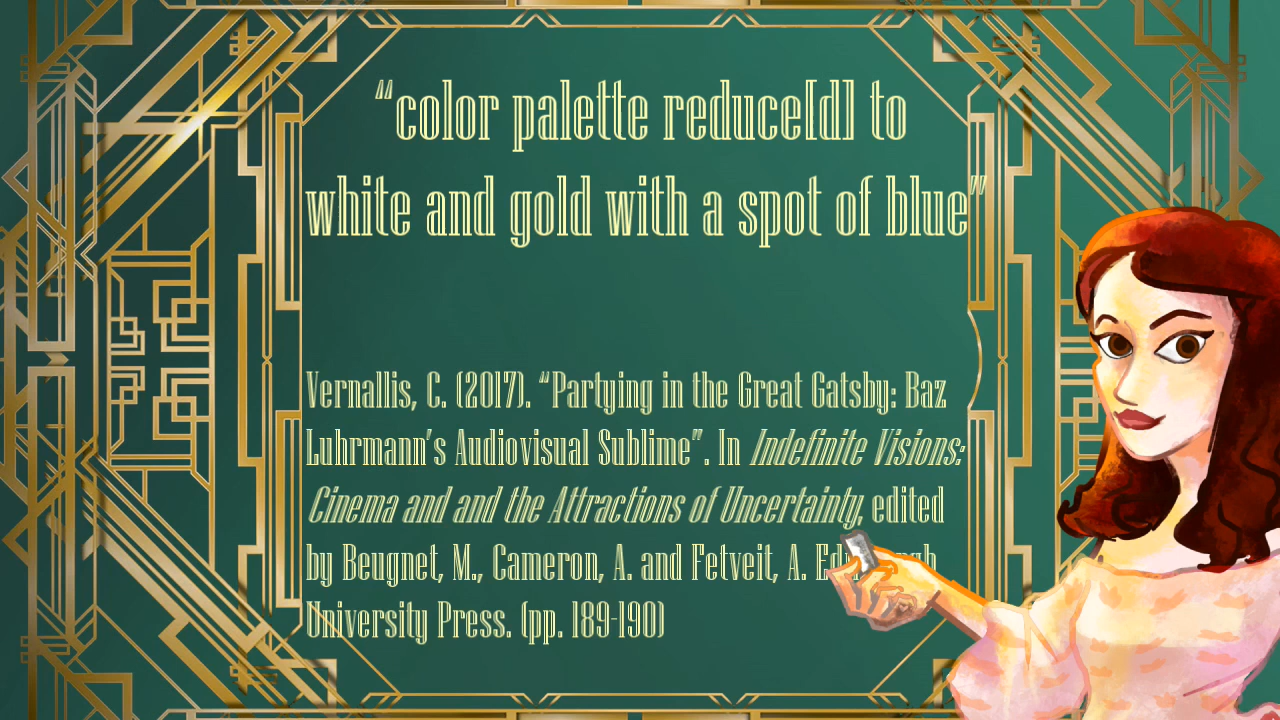 “color palette reduce[d] to
white and gold with a spot of blue”
Vernallis, C. (2017). “Partying in the Great Gatsby: Baz
Luhrmann’s Audiovisual Sublime”. In Indefinite Visions:
Cinema and and the Attractions of Uncertainty, edited
by Beugnet, M., Cameron, A. and Fetveit, A.
University Press. (pp. 189-190)